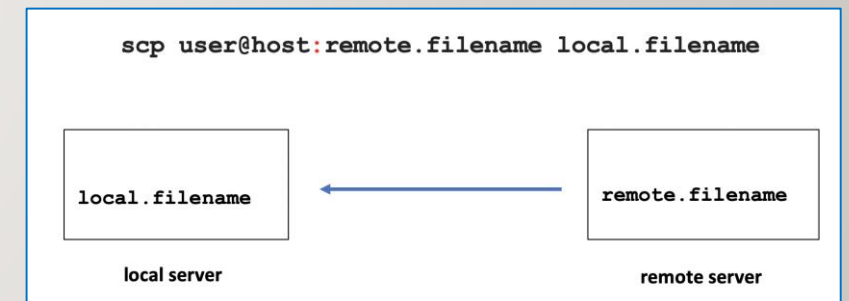 scp user@host:remote.filename local.filename
local.filename
remote.filename
local server
remote server